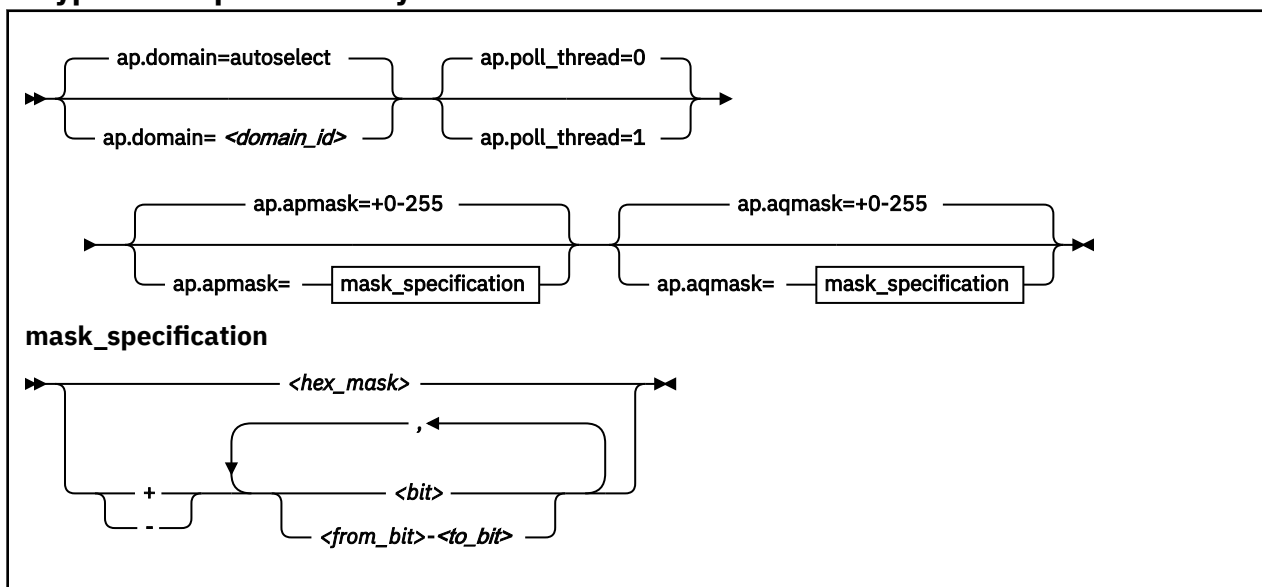 ap.domain=autoselect ap.poll_thread=0
ap.domain= <domain_id> ap.poll_thread=1
ap.apmask=+0-255 ap.aqmask=+0-255
ap.apmask= mask_specification ap.aqmask= mask_specification
mask_specification
<hex_mask>
,
+ <bit>
- <from_bit>-<to_bit>